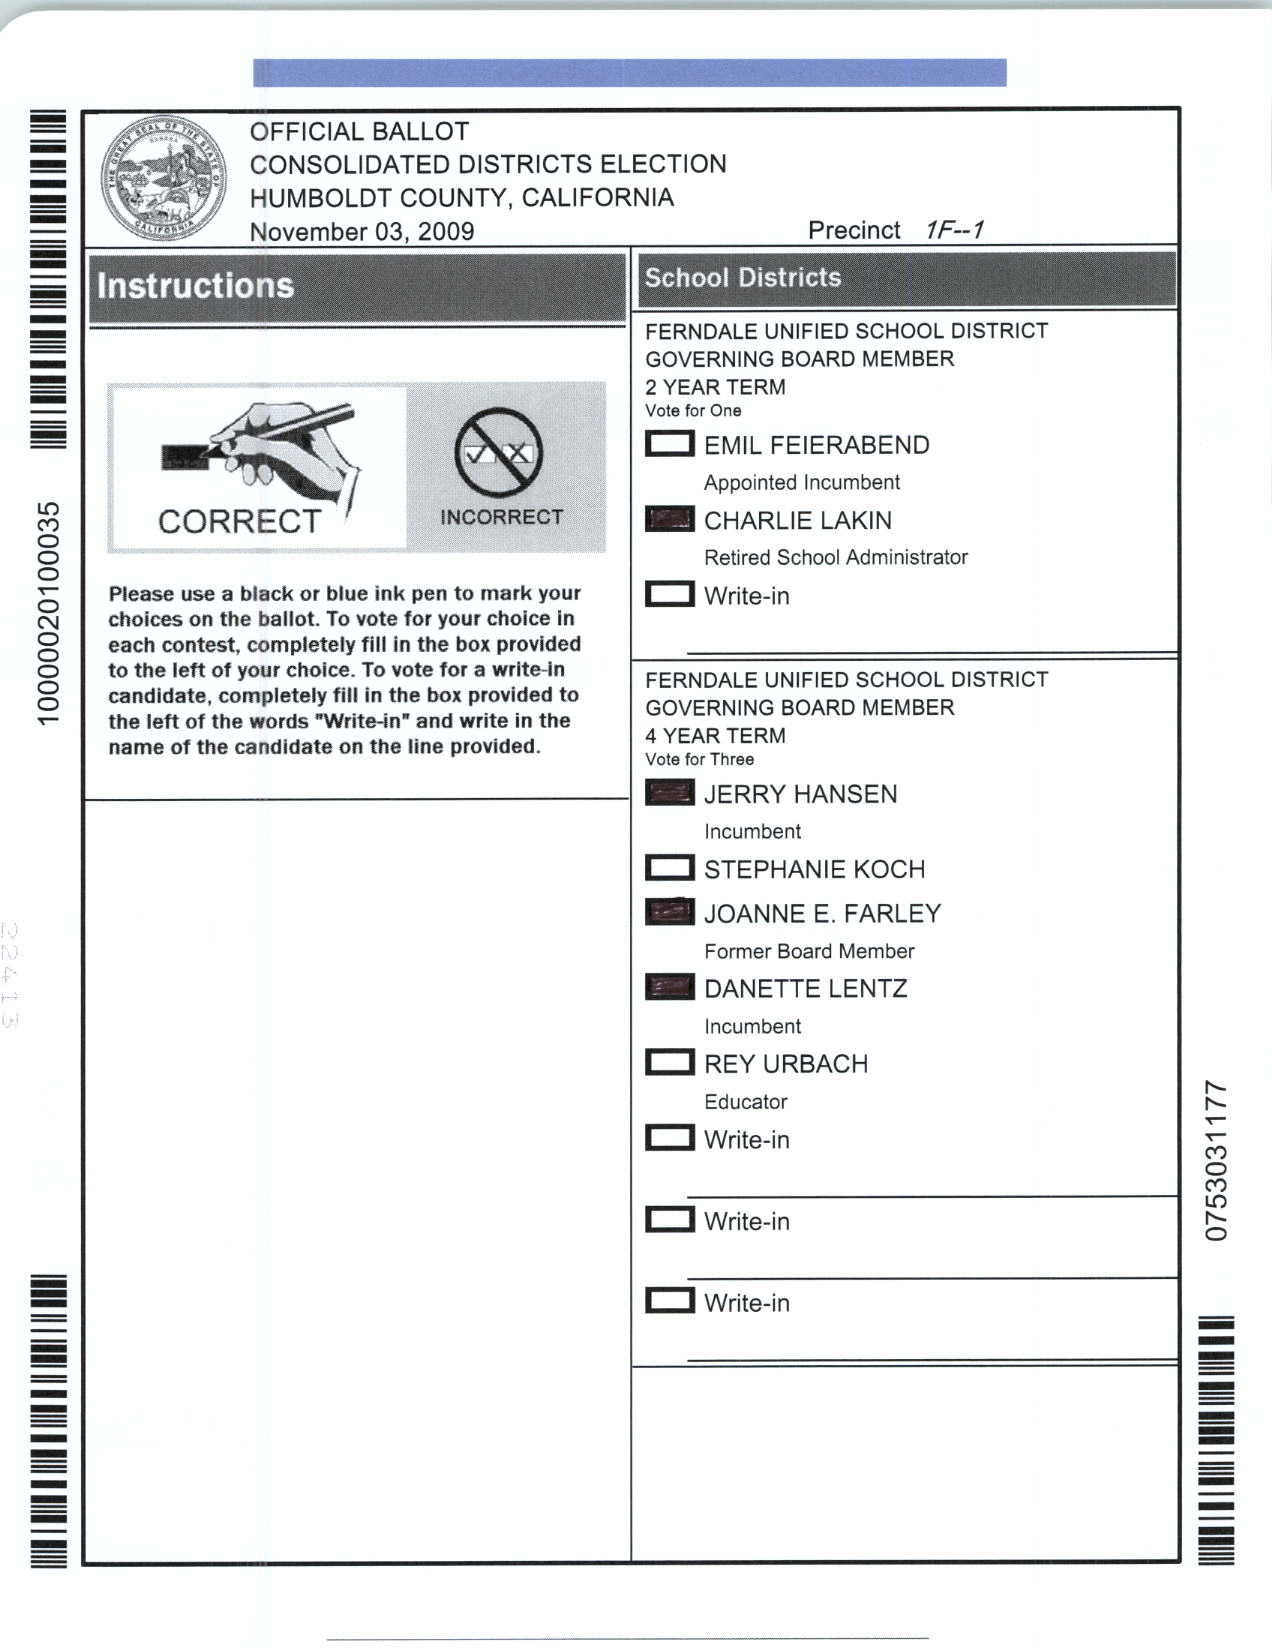 OFFICIAL BALLOT
CONSOLIDATED DISTRICTS ELECTION
HUMBOLDT COUNTY, CALIFORNIA
November 03, 2009
Precinct 1F--1
THE GREAT SEAL OF THE STATE OF CALIFORNIA
Instructions
CORRECT
INCORRECT
Please use a black or blue ink pen to mark your
choices on the ballot. To vote for your choice in
each contest, completely fill in the box provided
to the left of your choice. To vote for a write-in
candidate, completely fill in the box provided to
the left of the words "Write-in" and write in the
name of the candidate on the line provided.
School Districts
FERNDALE UNIFIED SCHOOL DISTRICT
GOVERNING BOARD MEMBER
2 YEAR TERM
Vote for One
EMIL FEIERABEND
Appointed Incumbent
CHARLIE LAKIN
Retired School Administrator
Write-in
FERNDALE UNIFIED SCHOOL DISTRICT
GOVERNING BOARD MEMBER
4 YEAR TERM
Vote for Three
JERRY HANSEN
Incumbent
STEPHANIE KOCH
JOANNE E. FARLEY
Former Board Member
DANETTE LENTZ
Incumbent
REY URBACH
Educator
Write-in
Write-in
Write-in
10000020100035
22413
0753031177